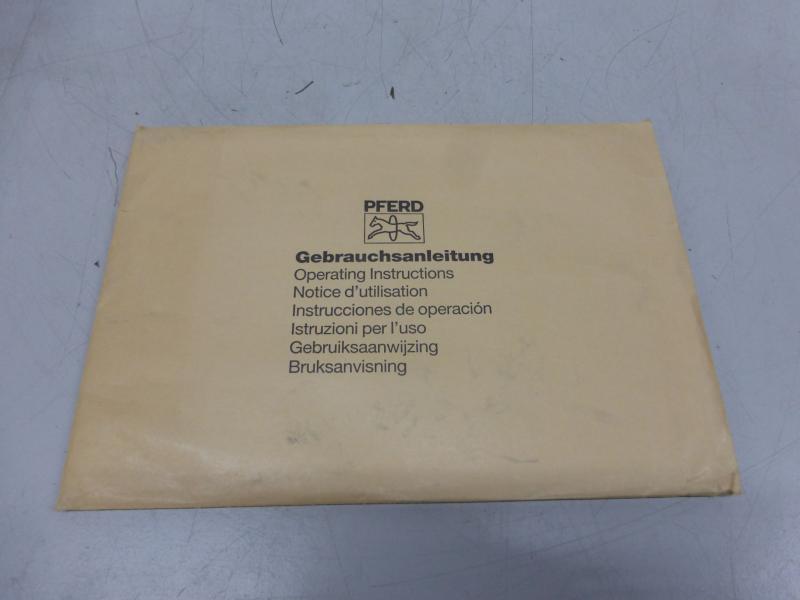 PFERD
Gebrauchsanleitung
Operating Instructions
Notice d'utilisation
Instrucciones de operación
Istruzioni per l'uso
Gebruiksaanwijzing
Bruksanvisning